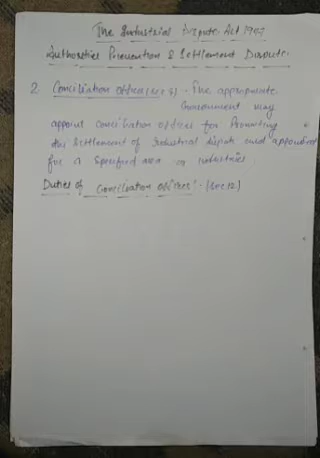 The Industrial Dispute Act 1947
Authorities Prevention & Settlement Dispute.
2 Conciliation officer (sec 4) - The appropriate
Government may
appoint conciliation officer for Promoting
the Settlement of Industrial dispute and appointed
for a Specified area or industries.
Duties of conciliation officer :- (sec 12)